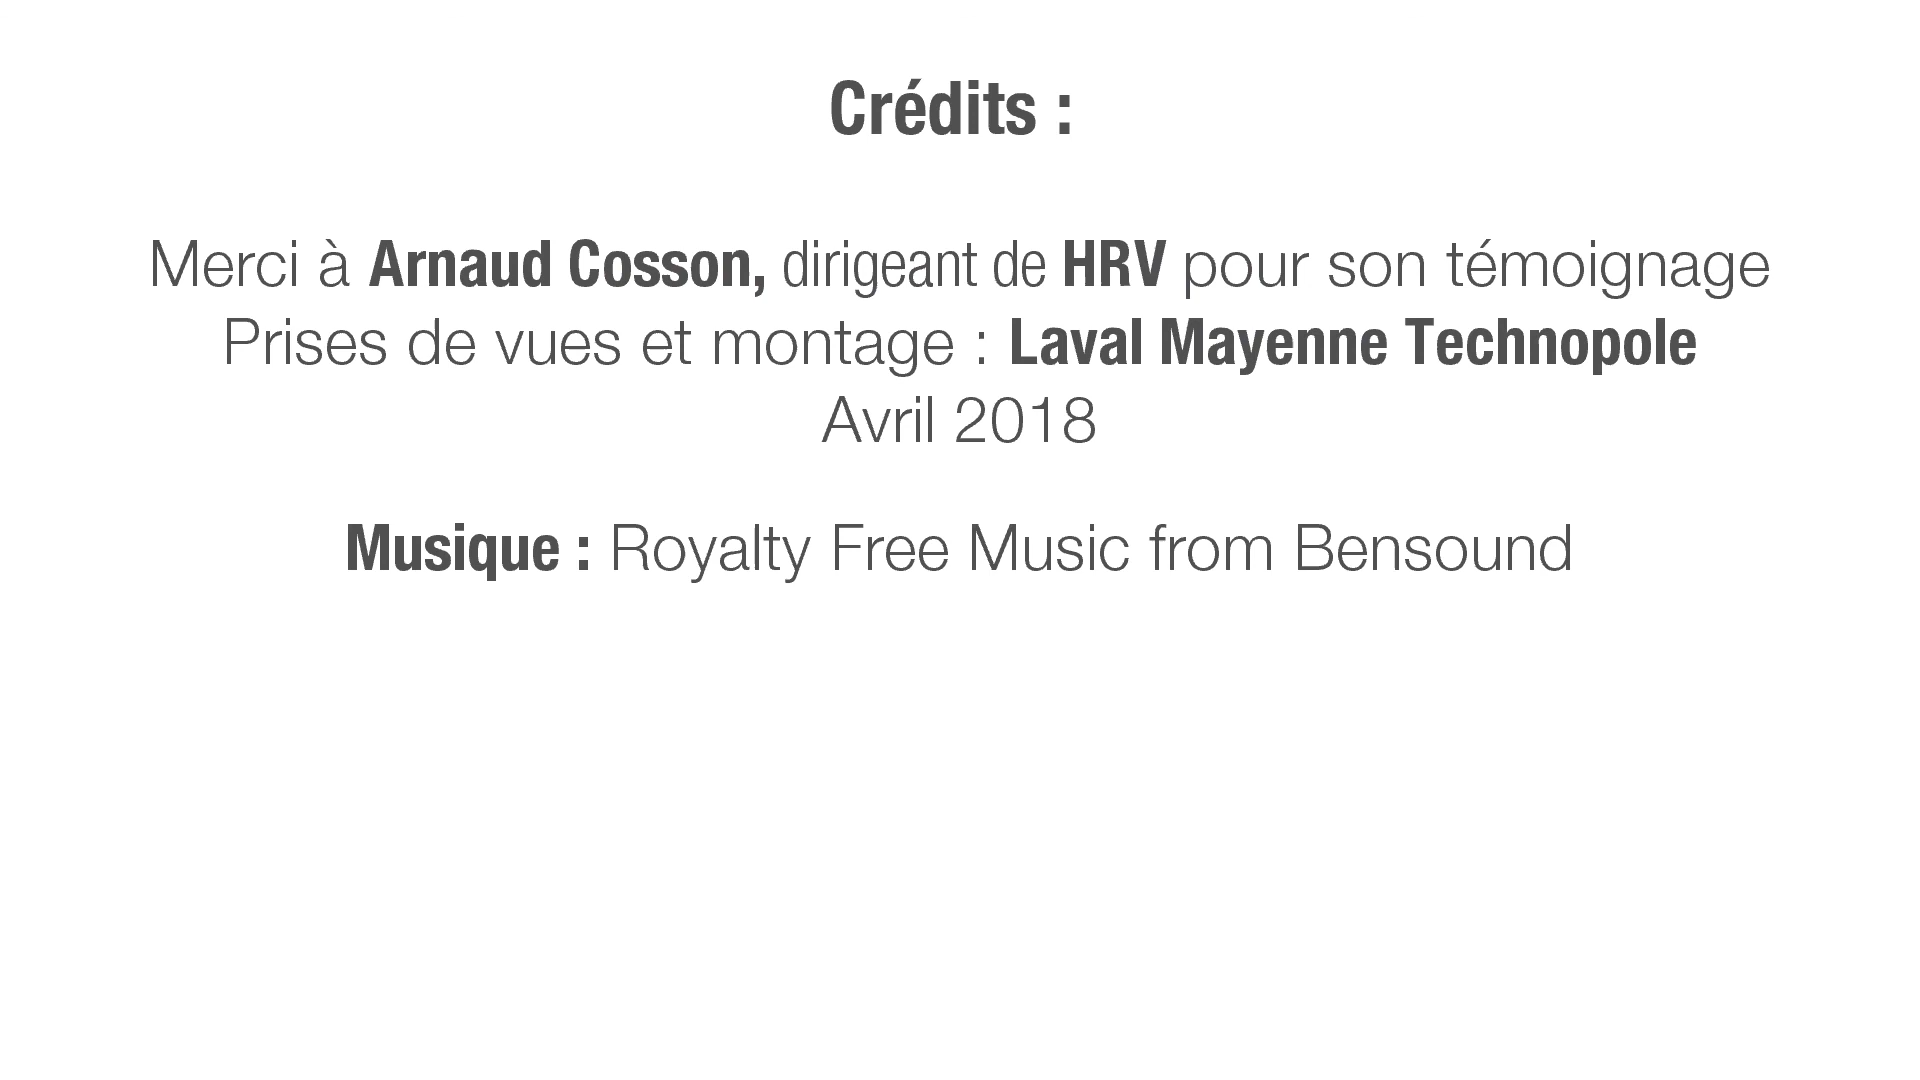 Crédits :
Merci à Arnaud Cosson, dirigeant de HRV pour son témoignage
Prises de vues et montage : Laval Mayenne Technopole
Avril 2018
Musique : Royalty Free Music from Bensound